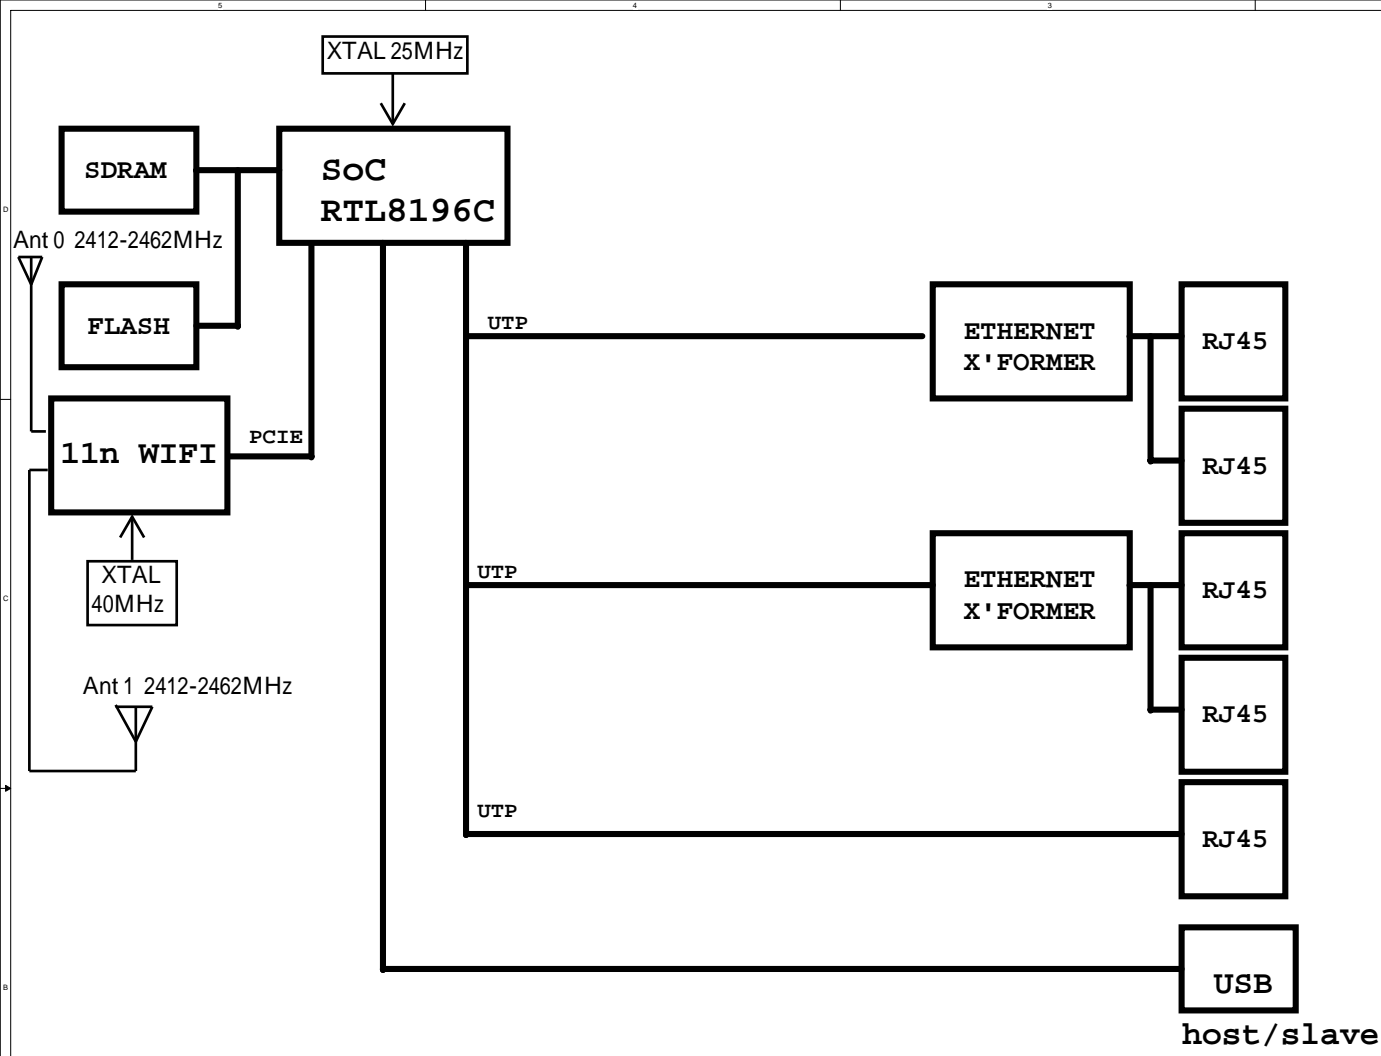 5
4
3
XTAL 25MHz
SDRAM
SoC
RTL8196C
D
Ant 0 2412-2462MHz
FLASH
UTP
ETHERNET
X'FORMER
RJ45
11n WIFI
PCIE
RJ45
XTAL
40MHz
UTP
ETHERNET
X'FORMER
RJ45
C
Ant 1 2412-2462MHz
RJ45
UTP
RJ45
B
USB
host/slave